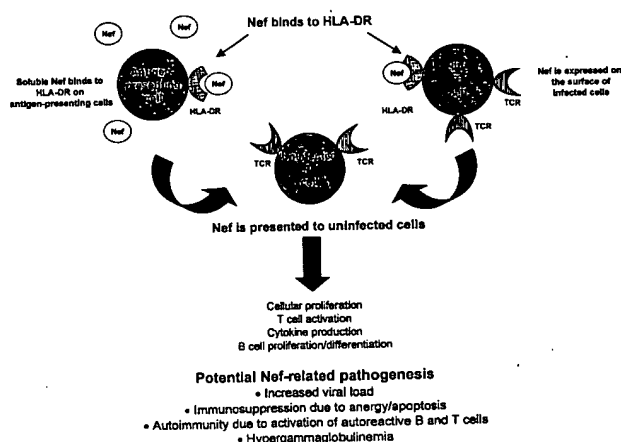 Nef binds to HLA-DR
Nef
Nef
Nef
Nef
Soluble Nef binds to
HLA-DR on
antigen-presenting cells
HLA-DR
Nef
HLA-DR
TCR
TCR
Nef is expressed on
the surface of
infected cells
TCR
TCR
Nef is presented to uninfected cells
Cellular proliferation
T cell activation
Cytokine production
B cell proliferation/differentiation
Potential Nef-related pathogenesis
• Increased viral load
• Immunosuppression due to anergy/apoptosis
• Autoimmunity due to activation of autoreactive B and T cells
• Hypergammaglobulinemia